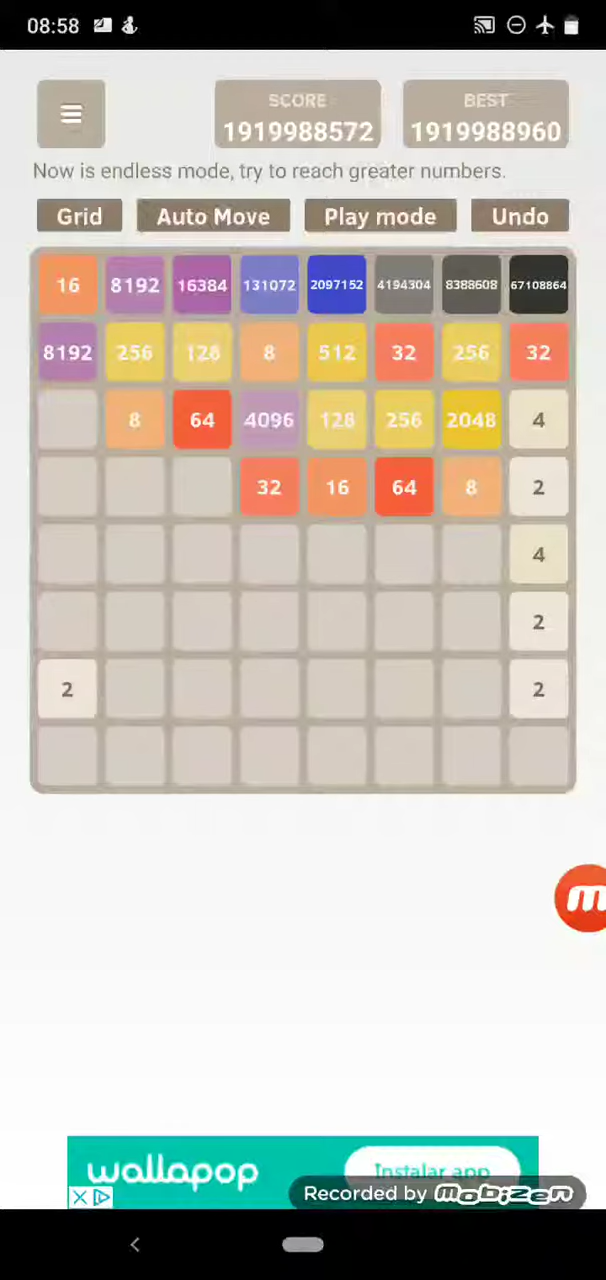 08:58
SCORE BEST
1919988572 1919988960
Now is endless mode, try to reach greater numbers.
Grid Auto Move Play mode Undo
16 8192 16384 131072 2097152 4194304 8388608 67108864
8192 256 128 8 512 32 256 32
8 64 4096 128 256 2048 4
32 16 64 8 2
4
2
2 2
m
wallapop Instalar app
Recorded by mobizen